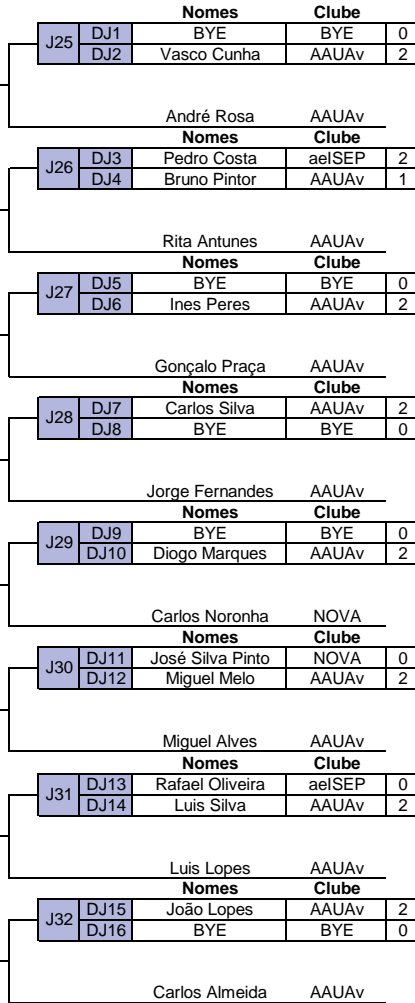 Nomes Clube
J25 DJ1 BYE BYE 0
DJ2 Vasco Cunha AAUAv 2
André Rosa AAUAv
Nomes Clube
J26 DJ3 Pedro Costa aeISEP 2
DJ4 Bruno Pintor AAUAv 1
Rita Antunes AAUAv
Nomes Clube
J27 DJ5 BYE BYE 0
DJ6 Ines Peres AAUAv 2
Gonçalo Praça AAUAv
Nomes Clube
J28 DJ7 Carlos Silva AAUAv 2
DJ8 BYE BYE 0
Jorge Fernandes AAUAv
Nomes Clube
J29 DJ9 BYE BYE 0
DJ10 Diogo Marques AAUAv 2
Carlos Noronha NOVA
Nomes Clube
J30 DJ11 José Silva Pinto NOVA 0
DJ12 Miguel Melo AAUAv 2
Miguel Alves AAUAv
Nomes Clube
J31 DJ13 Rafael Oliveira aeISEP 0
DJ14 Luis Silva AAUAv 2
Luis Lopes AAUAv
Nomes Clube
J32 DJ15 João Lopes AAUAv 2
DJ16 BYE BYE 0
Carlos Almeida AAUAv